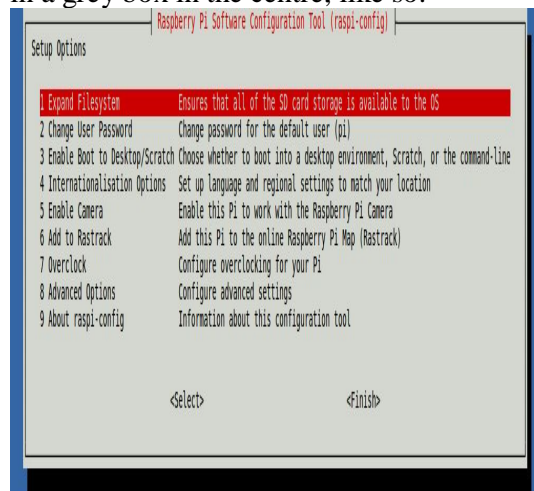 in a grey box in the centre, like so:
Raspberry Pi Software Configuration Tool (raspi-config)
Setup Options
1 Expand Filesystem Ensures that all of the SD card storage is available to the OS
2 Change User Password Change password for the default user (pi)
3 Enable Boot to Desktop/Scratch Choose whether to boot into a desktop environment, Scratch, or the command-line
4 Internationalisation Options Set up language and regional settings to match your location
5 Enable Camera Enable this Pi to work with the Raspberry Pi Camera
6 Add to Rastrack Add this Pi to the online Raspberry Pi Map (Rastrack)
7 Overclock Configure overclocking for your Pi
8 Advanced Options Configure advanced settings
9 About raspi-config Information about this configuration tool
<Select> <Finish>